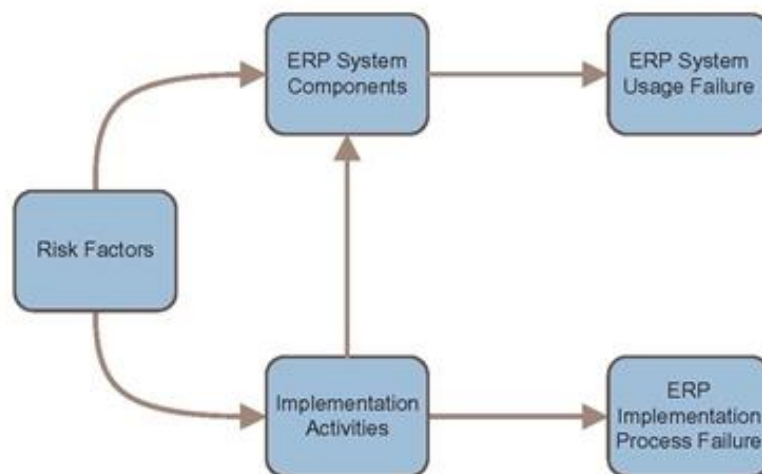 ERP System
Components
ERP System
Usage Failure
Risk Factors
Implementation
Activities
ERP
Implementation
Process Failure